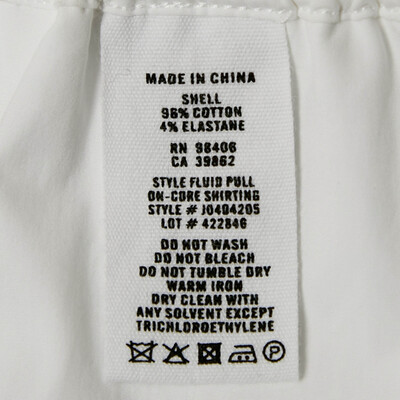 MADE IN CHINA
SHELL
96% COTTON
4% ELASTANE
RN 98406
CA 39862
STYLE FLUID PULL
ON-CORE SHIRTING
STYLE # J0404205
LOT # 422846
DO NOT WASH
DO NOT BLEACH
DO NOT TUMBLE DRY
WARM IRON
DRY CLEAN WITH
ANY SOLVENT EXCEPT
TRICHLOROETHYLENE
P